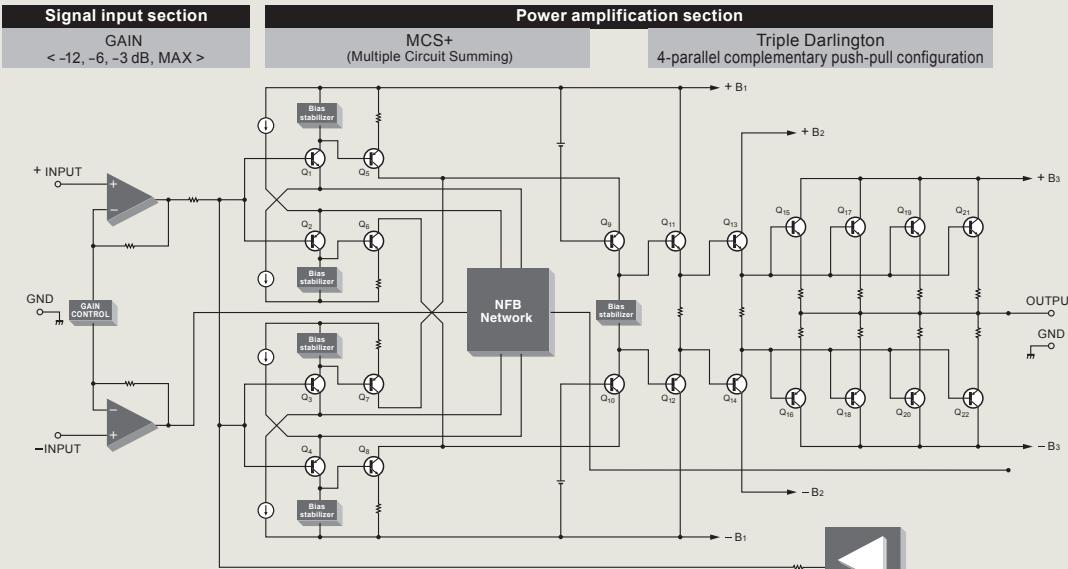 Signal input section
Power amplification section
GAIN
< –12, –6, –3 dB, MAX >
MCS+
(Multiple Circuit Summing)
Triple Darlington
4-parallel complementary push-pull configuration
+ B1
+ B2
+ B3
Bias
stabilizer
+ INPUT
Q1
Q5
Q2
Q6
Q9
Q11
Q13
Q15
Q17
Q19
Q21
Bias
stabilizer
GND
GAIN
CONTROL
NFB
Network
Bias
stabilizer
OUTPU
GND
Bias
stabilizer
Q3
Q7
Q10
Q12
Q14
Q16
Q18
Q20
Q22
–INPUT
Q4
Q8
Bias
stabilizer
– B3
– B2
– B1